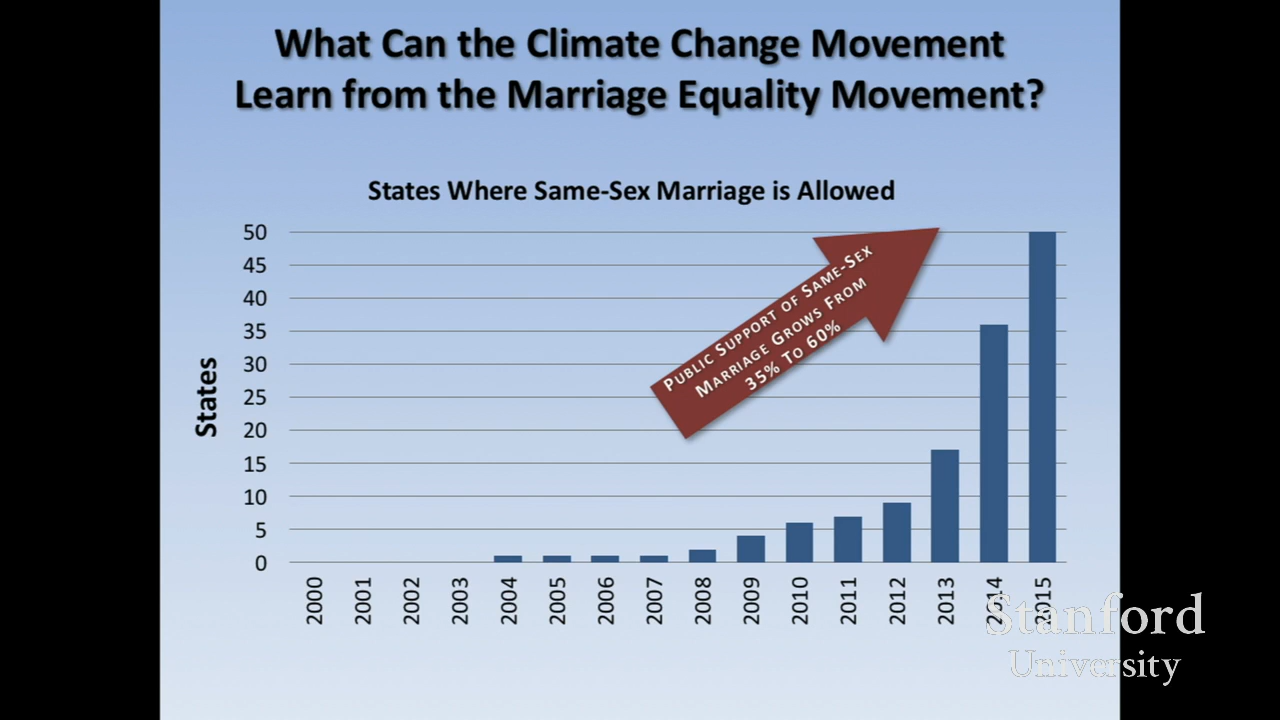 What Can the Climate Change Movement
Learn from the Marriage Equality Movement?
States Where Same-Sex Marriage is Allowed
50
45
40
35
30
25
20
15
10
5
0
States
Public Support of Same-Sex
Marriage Grows From
35% To 60%
2000 2001 2002 2003 2004 2005 2006 2007 2008 2009 2010 2011 2012 2013 2014 2015
Stanford
University